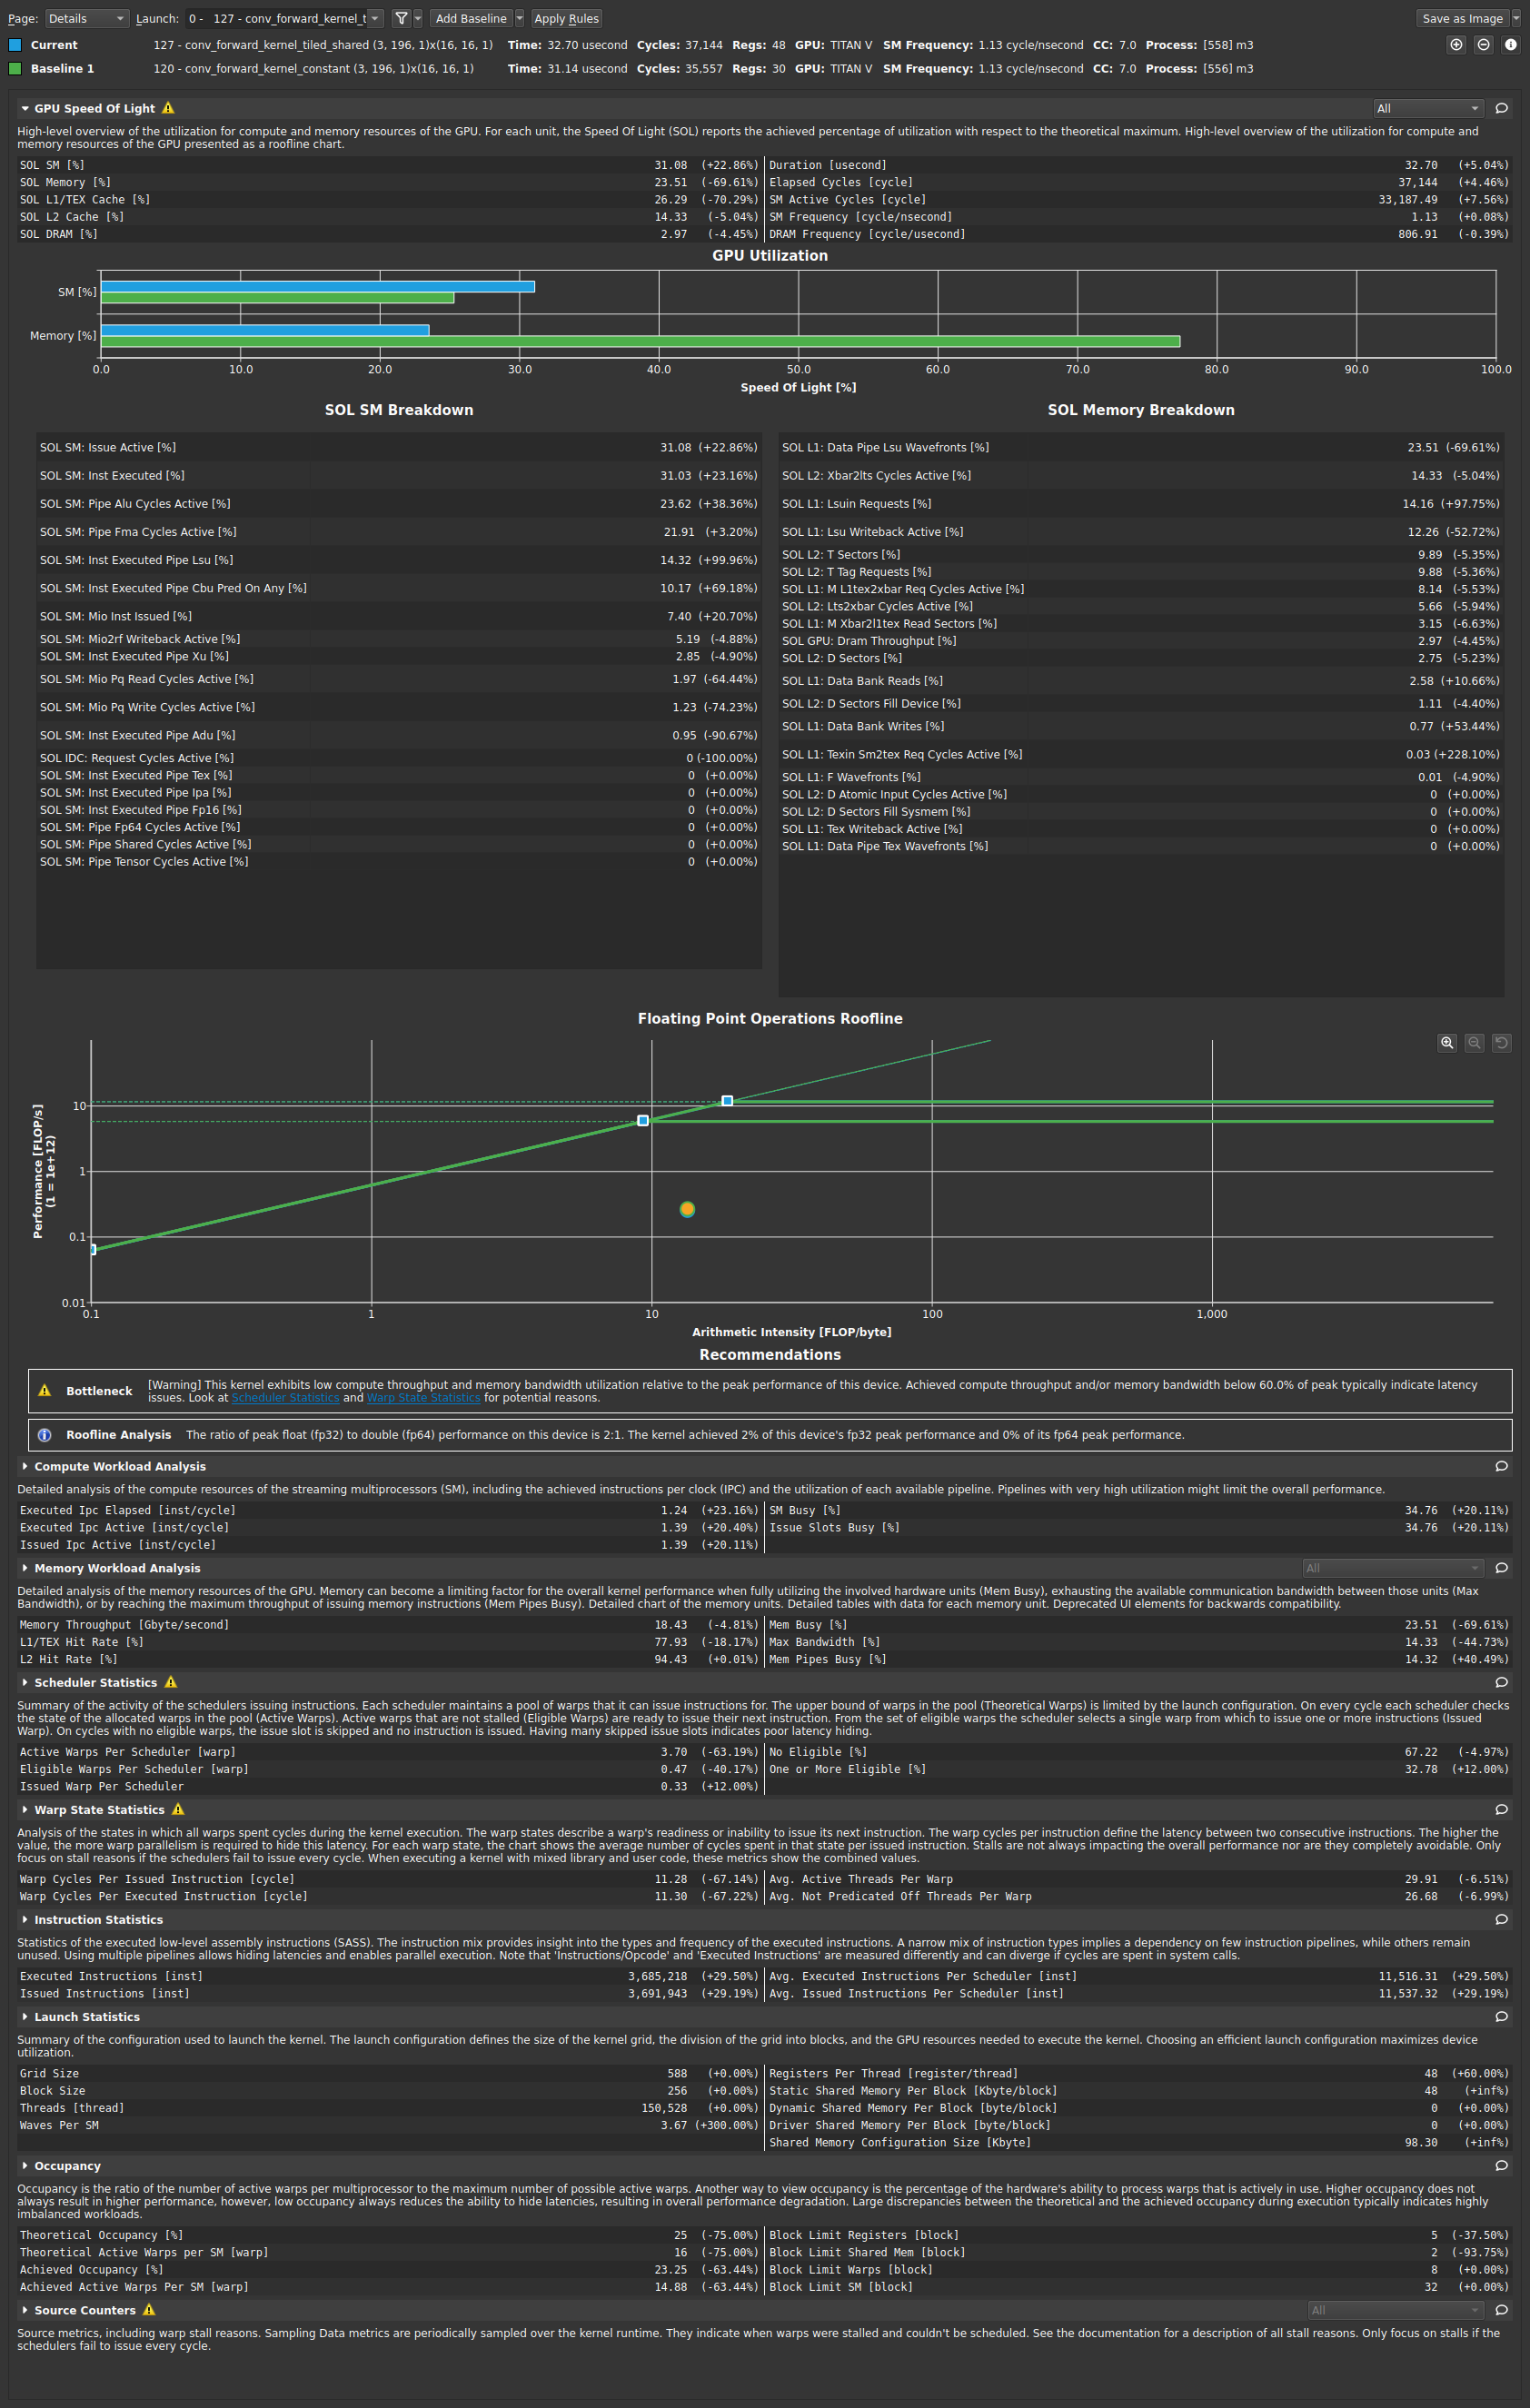 Page: Details Launch: 0 - 127 - conv_forward_kernel_t Add Baseline Apply Rules Save as Image
Current 127 - conv_forward_kernel_tiled_shared (3, 196, 1)x(16, 16, 1) Time: 32.70 usecond Cycles: 37,144 Regs: 48 GPU: TITAN V SM Frequency: 1.13 cycle/nsecond CC: 7.0 Process: [558] m3
Baseline 1 120 - conv_forward_kernel_constant (3, 196, 1)x(16, 16, 1) Time: 31.14 usecond Cycles: 35,557 Regs: 30 GPU: TITAN V SM Frequency: 1.13 cycle/nsecond CC: 7.0 Process: [556] m3
GPU Speed Of Light All
High-level overview of the utilization for compute and memory resources of the GPU. For each unit, the Speed Of Light (SOL) reports the achieved percentage of utilization with respect to the theoretical maximum. High-level overview of the utilization for compute and
memory resources of the GPU presented as a roofline chart.
SOL SM [%] 31.08 (+22.86%) Duration [usecond] 32.70 (+5.04%)
SOL Memory [%] 23.51 (-69.61%) Elapsed Cycles [cycle] 37,144 (+4.46%)
SOL L1/TEX Cache [%] 26.29 (-70.29%) SM Active Cycles [cycle] 33,187.49 (+7.56%)
SOL L2 Cache [%] 14.33 (-5.04%) SM Frequency [cycle/nsecond] 1.13 (+0.08%)
SOL DRAM [%] 2.97 (-4.45%) DRAM Frequency [cycle/usecond] 806.91 (-0.39%)
GPU Utilization
SM [%]
Memory [%]
0.0 10.0 20.0 30.0 40.0 50.0 60.0 70.0 80.0 90.0 100.0
Speed Of Light [%]
SOL SM Breakdown
SOL SM: Issue Active [%] 31.08 (+22.86%)
SOL SM: Inst Executed [%] 31.03 (+23.16%)
SOL SM: Pipe Alu Cycles Active [%] 23.62 (+38.36%)
SOL SM: Pipe Fma Cycles Active [%] 21.91 (+3.20%)
SOL SM: Inst Executed Pipe Lsu [%] 14.32 (+99.96%)
SOL SM: Inst Executed Pipe Cbu Pred On Any [%] 10.17 (+69.18%)
SOL SM: Mio Inst Issued [%] 7.40 (+20.70%)
SOL SM: Mio2rf Writeback Active [%] 5.19 (-4.88%)
SOL SM: Inst Executed Pipe Xu [%] 2.85 (-4.90%)
SOL SM: Mio Pq Read Cycles Active [%] 1.97 (-64.44%)
SOL SM: Mio Pq Write Cycles Active [%] 1.23 (-74.23%)
SOL SM: Inst Executed Pipe Adu [%] 0.95 (-90.67%)
SOL IDC: Request Cycles Active [%] 0 (-100.00%)
SOL SM: Inst Executed Pipe Tex [%] 0 (+0.00%)
SOL SM: Inst Executed Pipe Ipa [%] 0 (+0.00%)
SOL SM: Inst Executed Pipe Fp16 [%] 0 (+0.00%)
SOL SM: Pipe Fp64 Cycles Active [%] 0 (+0.00%)
SOL SM: Pipe Shared Cycles Active [%] 0 (+0.00%)
SOL SM: Pipe Tensor Cycles Active [%] 0 (+0.00%)
SOL Memory Breakdown
SOL L1: Data Pipe Lsu Wavefronts [%] 23.51 (-69.61%)
SOL L2: Xbar2lts Cycles Active [%] 14.33 (-5.04%)
SOL L1: Lsuin Requests [%] 14.16 (+97.75%)
SOL L1: Lsu Writeback Active [%] 12.26 (-52.72%)
SOL L2: T Sectors [%] 9.89 (-5.35%)
SOL L2: T Tag Requests [%] 9.88 (-5.36%)
SOL L1: M L1tex2xbar Req Cycles Active [%] 8.14 (-5.53%)
SOL L2: Lts2xbar Cycles Active [%] 5.66 (-5.94%)
SOL L1: M Xbar2l1tex Read Sectors [%] 3.15 (-6.63%)
SOL GPU: Dram Throughput [%] 2.97 (-4.45%)
SOL L2: D Sectors [%] 2.75 (-5.23%)
SOL L1: Data Bank Reads [%] 2.58 (+10.66%)
SOL L2: D Sectors Fill Device [%] 1.11 (-4.40%)
SOL L1: Data Bank Writes [%] 0.77 (+53.44%)
SOL L1: Texin Sm2tex Req Cycles Active [%] 0.03 (+228.10%)
SOL L1: F Wavefronts [%] 0.01 (-4.90%)
SOL L2: D Atomic Input Cycles Active [%] 0 (+0.00%)
SOL L2: D Sectors Fill Sysmem [%] 0 (+0.00%)
SOL L1: Tex Writeback Active [%] 0 (+0.00%)
SOL L1: Data Pipe Tex Wavefronts [%] 0 (+0.00%)
Floating Point Operations Roofline
Performance [FLOP/s]
(1 = 1e+12)
10
1
0.1
0.01
0.1 1 10 100 1,000
Arithmetic Intensity [FLOP/byte]
Recommendations
Bottleneck [Warning] This kernel exhibits low compute throughput and memory bandwidth utilization relative to the peak performance of this device. Achieved compute throughput and/or memory bandwidth below 60.0% of peak typically indicate latency
issues. Look at Scheduler Statistics and Warp State Statistics for potential reasons.
Roofline Analysis The ratio of peak float (fp32) to double (fp64) performance on this device is 2:1. The kernel achieved 2% of this device's fp32 peak performance and 0% of its fp64 peak performance.
Compute Workload Analysis
Detailed analysis of the compute resources of the streaming multiprocessors (SM), including the achieved instructions per clock (IPC) and the utilization of each available pipeline. Pipelines with very high utilization might limit the overall performance.
Executed Ipc Elapsed [inst/cycle] 1.24 (+23.16%) SM Busy [%] 34.76 (+20.11%)
Executed Ipc Active [inst/cycle] 1.39 (+20.40%) Issue Slots Busy [%] 34.76 (+20.11%)
Issued Ipc Active [inst/cycle] 1.39 (+20.11%)
Memory Workload Analysis All
Detailed analysis of the memory resources of the GPU. Memory can become a limiting factor for the overall kernel performance when fully utilizing the involved hardware units (Mem Busy), exhausting the available communication bandwidth between those units (Max
Bandwidth), or by reaching the maximum throughput of issuing memory instructions (Mem Pipes Busy). Detailed chart of the memory units. Detailed tables with data for each memory unit. Deprecated UI elements for backwards compatibility.
Memory Throughput [Gbyte/second] 18.43 (-4.81%) Mem Busy [%] 23.51 (-69.61%)
L1/TEX Hit Rate [%] 77.93 (-18.17%) Max Bandwidth [%] 14.33 (-44.73%)
L2 Hit Rate [%] 94.43 (+0.01%) Mem Pipes Busy [%] 14.32 (+40.49%)
Scheduler Statistics
Summary of the activity of the schedulers issuing instructions. Each scheduler maintains a pool of warps that it can issue instructions for. The upper bound of warps in the pool (Theoretical Warps) is limited by the launch configuration. On every cycle each scheduler checks
the state of the allocated warps in the pool (Active Warps). Active warps that are not stalled (Eligible Warps) are ready to issue their next instruction. From the set of eligible warps the scheduler selects a single warp from which to issue one or more instructions (Issued
Warp). On cycles with no eligible warps, the issue slot is skipped and no instruction is issued. Having many skipped issue slots indicates poor latency hiding.
Active Warps Per Scheduler [warp] 3.70 (-63.19%) No Eligible [%] 67.22 (-4.97%)
Eligible Warps Per Scheduler [warp] 0.47 (-40.17%) One or More Eligible [%] 32.78 (+12.00%)
Issued Warp Per Scheduler 0.33 (+12.00%)
Warp State Statistics
Analysis of the states in which all warps spent cycles during the kernel execution. The warp states describe a warp's readiness or inability to issue its next instruction. The warp cycles per instruction define the latency between two consecutive instructions. The higher the
value, the more warp parallelism is required to hide this latency. For each warp state, the chart shows the average number of cycles spent in that state per issued instruction. Stalls are not always impacting the overall performance nor are they completely avoidable. Only
focus on stall reasons if the schedulers fail to issue every cycle. When executing a kernel with mixed library and user code, these metrics show the combined values.
Warp Cycles Per Issued Instruction [cycle] 11.28 (-67.14%) Avg. Active Threads Per Warp 29.91 (-6.51%)
Warp Cycles Per Executed Instruction [cycle] 11.30 (-67.22%) Avg. Not Predicated Off Threads Per Warp 26.68 (-6.99%)
Instruction Statistics
Statistics of the executed low-level assembly instructions (SASS). The instruction mix provides insight into the types and frequency of the executed instructions. A narrow mix of instruction types implies a dependency on few instruction pipelines, while others remain
unused. Using multiple pipelines allows hiding latencies and enables parallel execution. Note that 'Instructions/Opcode' and 'Executed Instructions' are measured differently and can diverge if cycles are spent in system calls.
Executed Instructions [inst] 3,685,218 (+29.50%) Avg. Executed Instructions Per Scheduler [inst] 11,516.31 (+29.50%)
Issued Instructions [inst] 3,691,943 (+29.19%) Avg. Issued Instructions Per Scheduler [inst] 11,537.32 (+29.19%)
Launch Statistics
Summary of the configuration used to launch the kernel. The launch configuration defines the size of the kernel grid, the division of the grid into blocks, and the GPU resources needed to execute the kernel. Choosing an efficient launch configuration maximizes device
utilization.
Grid Size 588 (+0.00%) Registers Per Thread [register/thread] 48 (+60.00%)
Block Size 256 (+0.00%) Static Shared Memory Per Block [Kbyte/block] 48 (+inf%)
Threads [thread] 150,528 (+0.00%) Dynamic Shared Memory Per Block [byte/block] 0 (+0.00%)
Waves Per SM 3.67 (+300.00%) Driver Shared Memory Per Block [byte/block] 0 (+0.00%)
Shared Memory Configuration Size [Kbyte] 98.30 (+inf%)
Occupancy
Occupancy is the ratio of the number of active warps per multiprocessor to the maximum number of possible active warps. Another way to view occupancy is the percentage of the hardware's ability to process warps that is actively in use. Higher occupancy does not
always result in higher performance, however, low occupancy always reduces the ability to hide latencies, resulting in overall performance degradation. Large discrepancies between the theoretical and the achieved occupancy during execution typically indicates highly
imbalanced workloads.
Theoretical Occupancy [%] 25 (-75.00%) Block Limit Registers [block] 5 (-37.50%)
Theoretical Active Warps per SM [warp] 16 (-75.00%) Block Limit Shared Mem [block] 2 (-93.75%)
Achieved Occupancy [%] 23.25 (-63.44%) Block Limit Warps [block] 8 (+0.00%)
Achieved Active Warps Per SM [warp] 14.88 (-63.44%) Block Limit SM [block] 32 (+0.00%)
Source Counters All
Source metrics, including warp stall reasons. Sampling Data metrics are periodically sampled over the kernel runtime. They indicate when warps were stalled and couldn't be scheduled. See the documentation for a description of all stall reasons. Only focus on stalls if the
schedulers fail to issue every cycle.